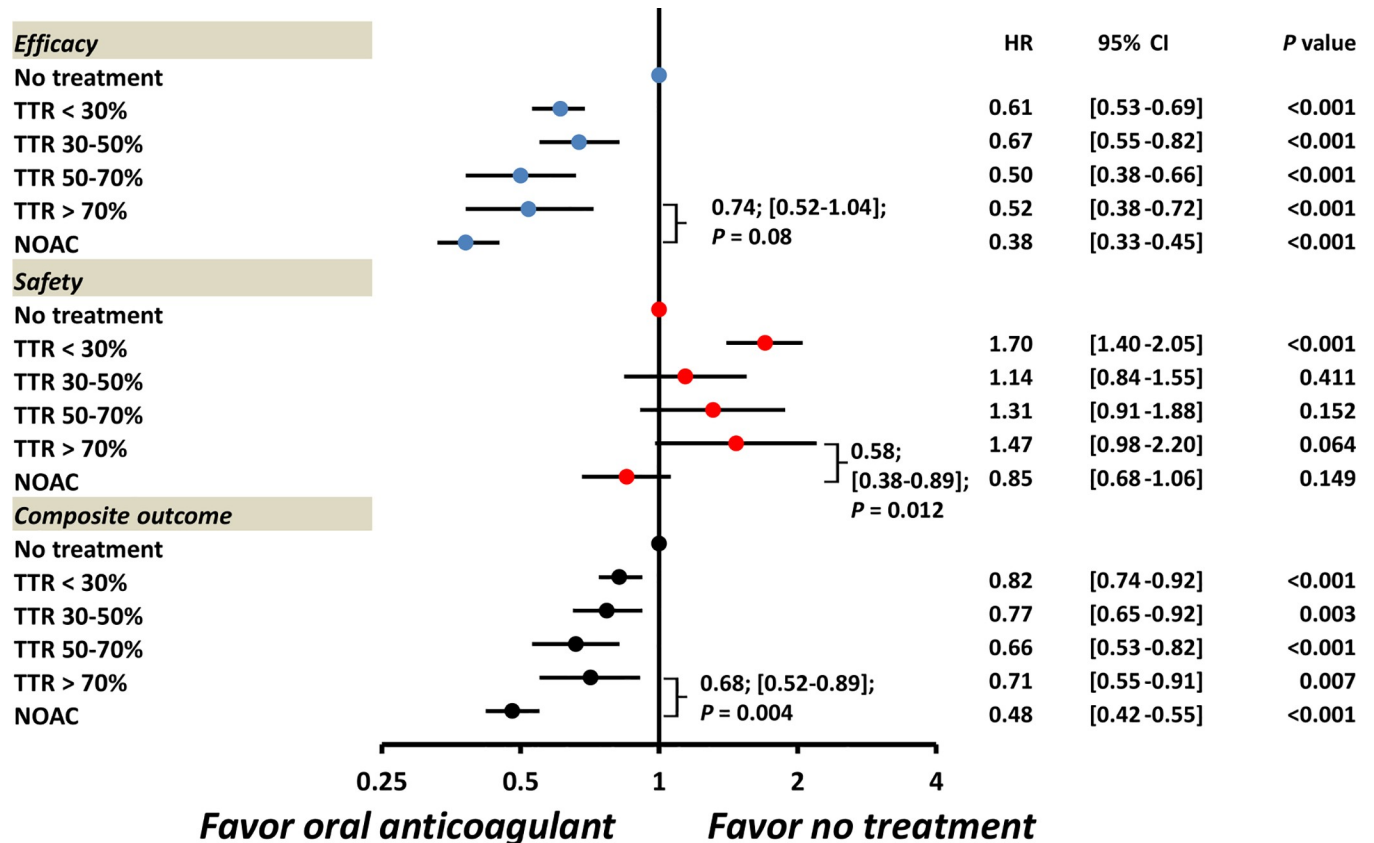 Efficacy HR 95% CI P value
No treatment
TTR < 30% 0.61 [0.53-0.69] <0.001
TTR 30-50% 0.67 [0.55-0.82] <0.001
TTR 50-70% 0.50 [0.38-0.66] <0.001
TTR > 70% 0.74; [0.52-1.04]; 0.52 [0.38-0.72] <0.001
P = 0.08
NOAC 0.38 [0.33-0.45] <0.001
Safety
No treatment
TTR < 30% 1.70 [1.40-2.05] <0.001
TTR 30-50% 1.14 [0.84-1.55] 0.411
TTR 50-70% 1.31 [0.91-1.88] 0.152
TTR > 70% 0.58; 1.47 [0.98-2.20] 0.064
NOAC [0.38-0.89]; 0.85 [0.68-1.06] 0.149
P = 0.012
Composite outcome
No treatment
TTR < 30% 0.82 [0.74-0.92] <0.001
TTR 30-50% 0.77 [0.65-0.92] 0.003
TTR 50-70% 0.66 [0.53-0.82] <0.001
TTR > 70% 0.68; [0.52-0.89]; 0.71 [0.55-0.91] 0.007
NOAC P = 0.004 0.48 [0.42-0.55] <0.001
0.25 0.5 1 2 4
Favor oral anticoagulant Favor no treatment